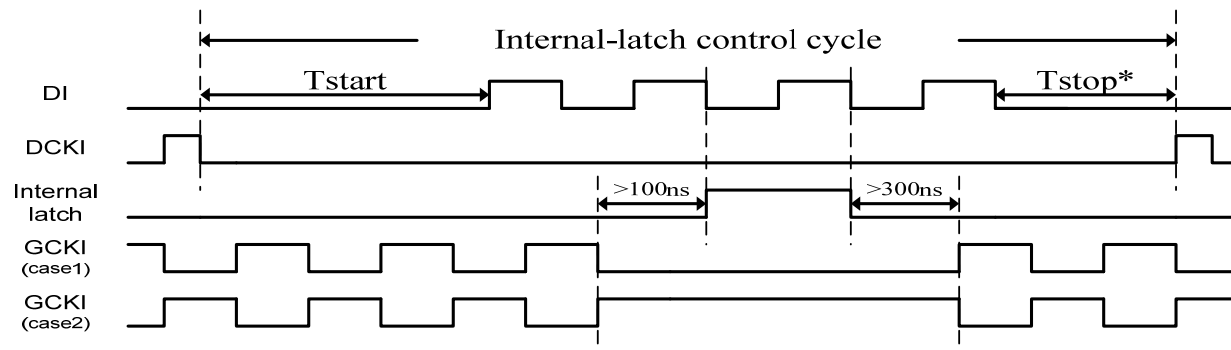 Internal-latch control cycle
DI
Tstart
Tstop*
DCKI
Internal
latch
>100ns
>300ns
GCKI
(case1)
GCKI
(case2)